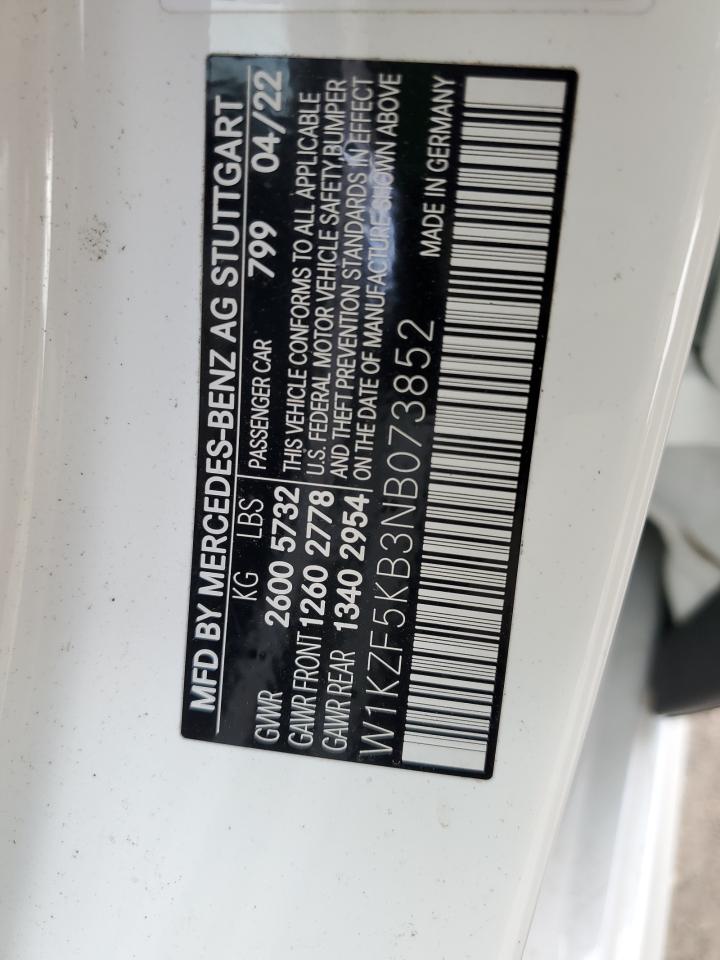 MFD BY MERCEDES-BENZ AG STUTTGART
KG LBS PASSENGER CAR 799 04/22
GVWR 2600 5732 THIS VEHICLE CONFORMS TO ALL APPLICABLE
GAWR FRONT 1260 2778 U.S. FEDERAL MOTOR VEHICLE SAFETY, BUMPER
GAWR REAR 1340 2954 AND THEFT PREVENTION STANDARDS IN EFFECT
ON THE DATE OF MANUFACTURE SHOWN ABOVE
W1KZF5KB3NB073852 MADE IN GERMANY